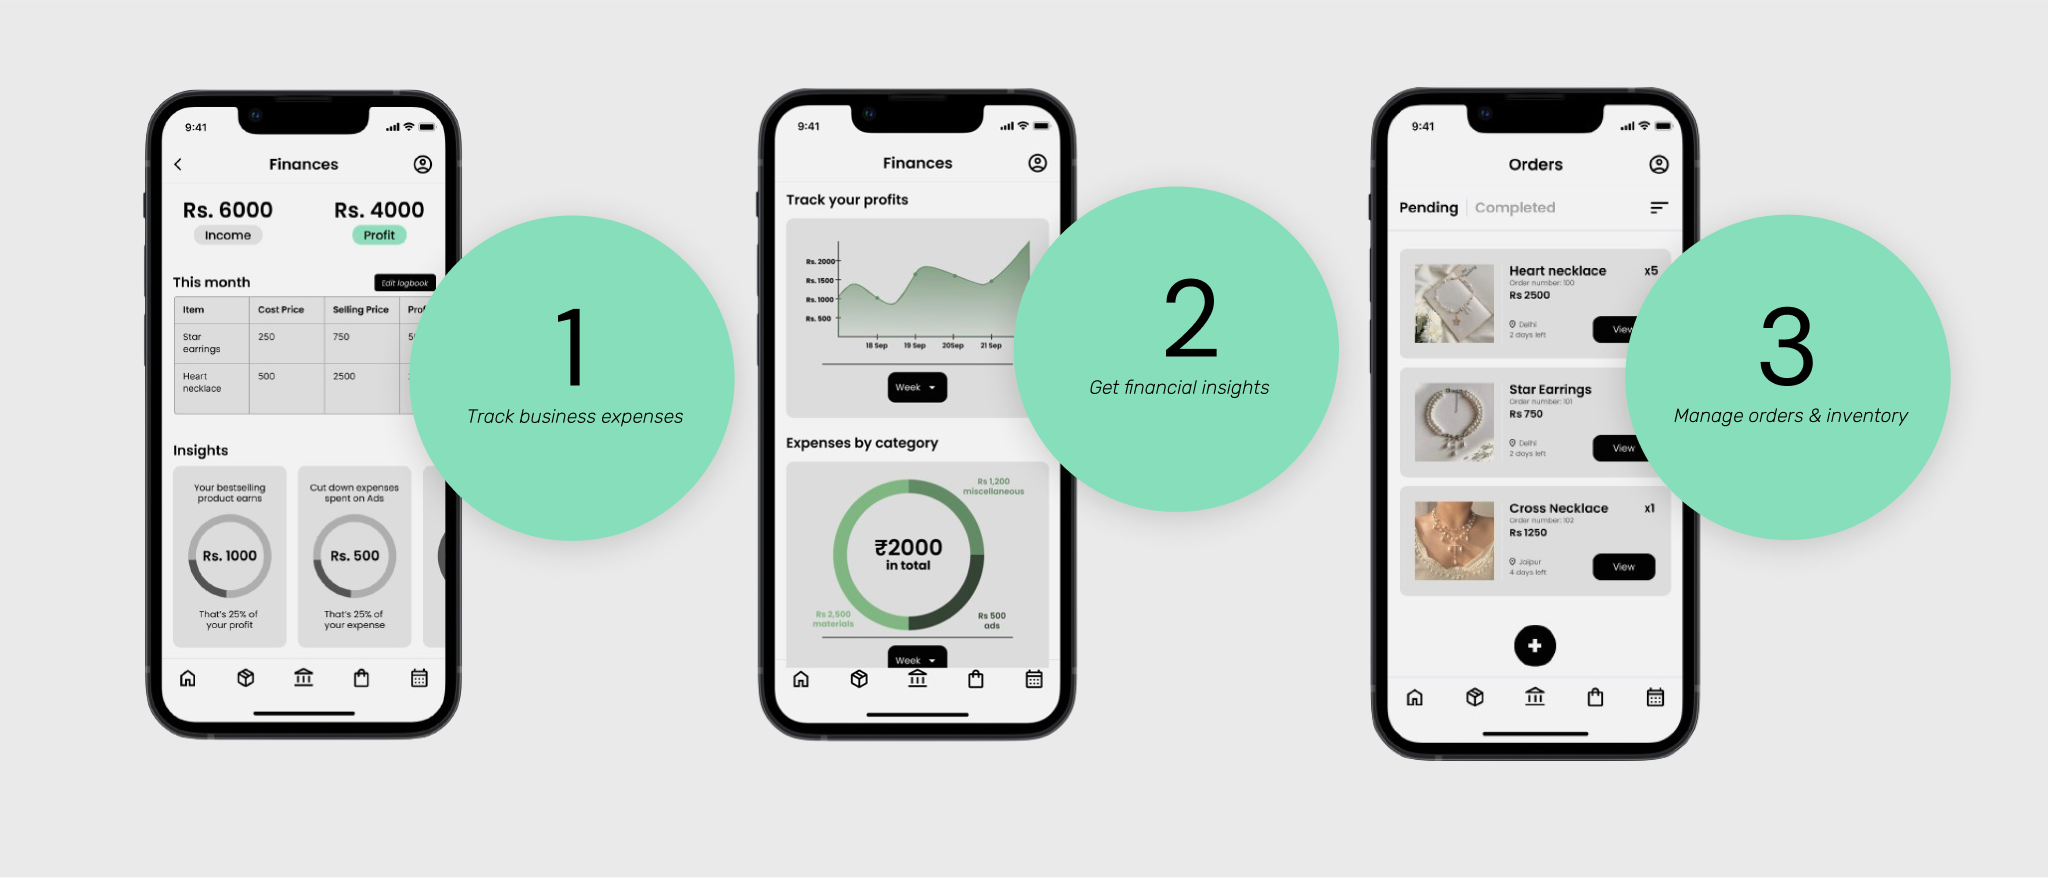 9:41
Finances
Rs. 6000
Rs. 4000
Income
Profit
This month
Edit logbook
Item
Cost Price
Selling Price
Star
earrings
250
750
Heart
necklace
500
2500
Insights
Your bestselling
product earns
Rs. 1000
That's 25% of
your profit
Cut down expenses
spent on Ads
Rs. 500
That's 25% of
your expense
1
Track business expenses
9:41
Finances
Track your profits
Rs. 2000
Rs. 1500
Rs. 1000
Rs. 500
18 Sep
19 Sep
20Sep
21 Sep
Week
Expenses by category
Rs 1,200
miscellaneous
₹2000
in total
Rs 2,500
materials
Rs 500
ads
Week
2
Get financial insights
9:41
Orders
Pending
Completed
Heart necklace
x5
Order number: 100
Rs 2500
Delhi
2 days left
View
Star Earrings
Order number: 101
Rs 750
Delhi
2 days left
View
Cross Necklace
x1
Order number: 102
Rs 1250
Jaipur
4 days left
View
3
Manage orders & inventory